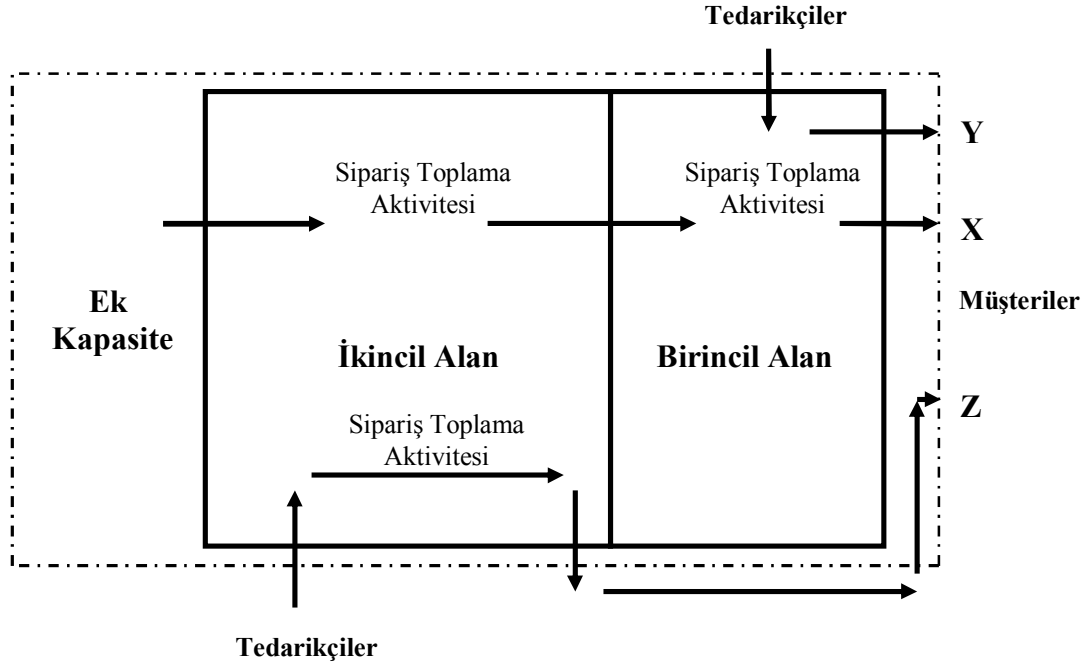 Tedarikçiler
Y
Sipariş Toplama
Aktivitesi
Sipariş Toplama
Aktivitesi
X
Ek
Kapasite
Müşteriler
İkincil Alan
Birincil Alan
Z
Sipariş Toplama
Aktivitesi
Tedarikçiler